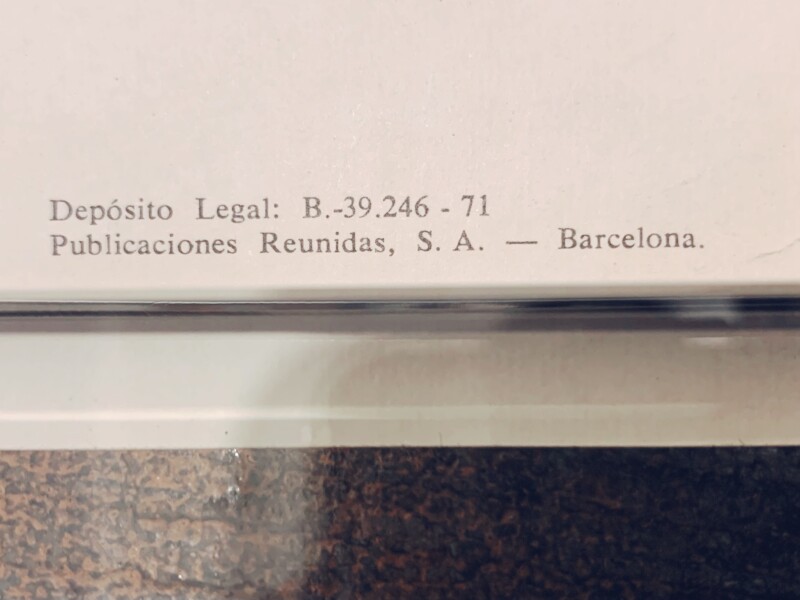 Depósito Legal: B.-39.246 - 71
Publicaciones Reunidas, S. A. — Barcelona.